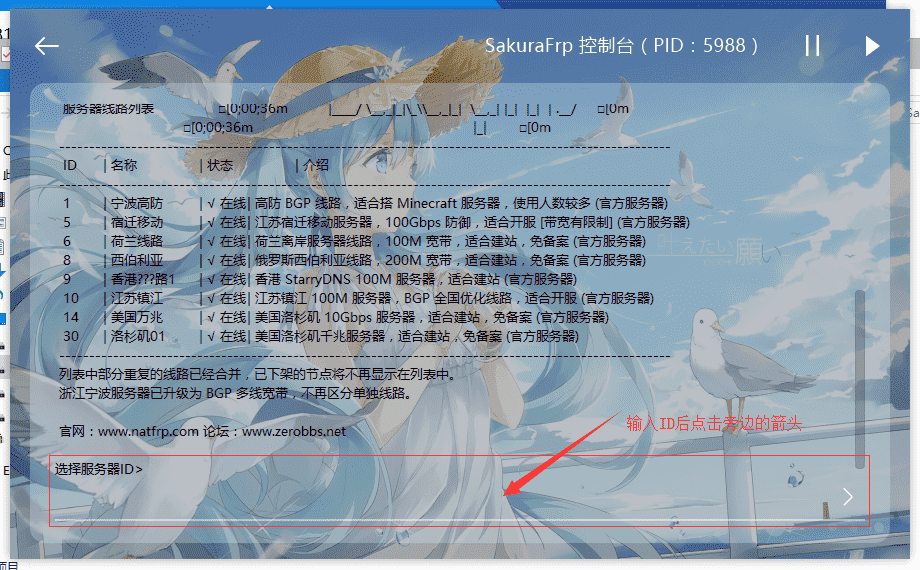 SakuraFrp 控制台（PID：5988）
服务器线路列表 □[0;00;36m |____/ \__,_|_|\_\\__,_|_| \__,_|_| |_| |_| .__/ □[0m
□[0;00;36m |_| □[0m
ID | 名称 | 状态 | 介绍
1 | 宁波高防 | √ 在线| 高防 BGP 线路，适合搭 Minecraft 服务器，使用人数较多 (官方服务器)
5 | 宿迁移动 | √ 在线| 江苏宿迁移动服务器，100Gbps 防御，适合开服 [带宽有限制] (官方服务器)
6 | 荷兰线路 | √ 在线| 荷兰离岸服务器线路，100M 宽带，适合建站，免备案 (官方服务器)
8 | 西伯利亚 | √ 在线| 俄罗斯西伯利亚线路，200M 宽带，适合建站，免备案 (官方服务器)
9 | 香港???路1 | √ 在线| 香港 StarryDNS 100M 服务器，适合建站 (官方服务器)
10 | 江苏镇江 | √ 在线| 江苏镇江 100M 服务器，BGP 全国优化线路，适合开服 (官方服务器)
14 | 美国万兆 | √ 在线| 美国洛杉矶 10Gbps 服务器，适合建站，免备案 (官方服务器)
30 | 洛杉矶01 | √ 在线| 美国洛杉矶千兆服务器，适合建站，免备案 (官方服务器)
列表中部分重复的线路已经合并，已下架的节点将不再显示在列表中。
浙江宁波服务器已升级为 BGP 多线宽带，不再区分单独线路。
官网：www.natfrp.com 论坛：www.zerobbs.net
输入ID后点击旁边的箭头
选择服务器ID>